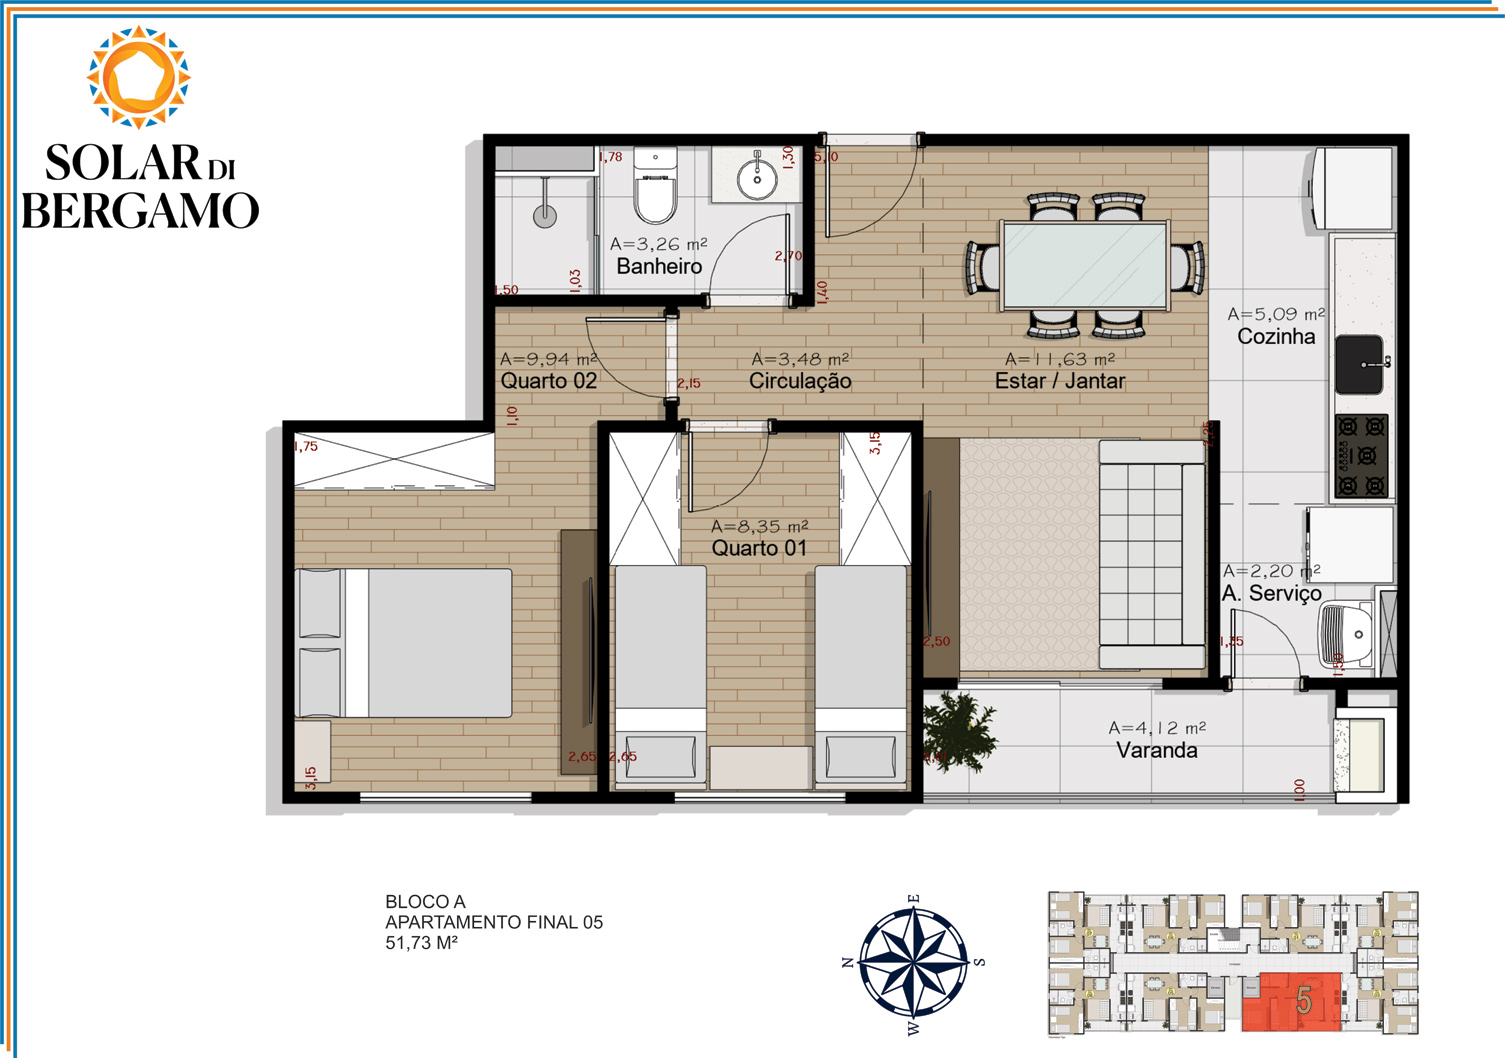 SOLAR DI
BERGAMO
1,78
1,30
5,10
A=3,26 m²
Banheiro
2,70
1,03
1,50
1,40
A=5,09 m²
Cozinha
A=9,94 m²
Quarto 02
A=3,48 m²
Circulação
2,15
A=11,63 m²
Estar / Jantar
1,10
1,75
3,15
2,25
A=8,35 m²
Quarto 01
A=2,20 m²
A. Serviço
2,50
1,35
1,50
A=4,12 m²
Varanda
2,65
2,65
3,15
1,00
BLOCO A
APARTAMENTO FINAL 05
51,73 M²
E
N
S
W
5